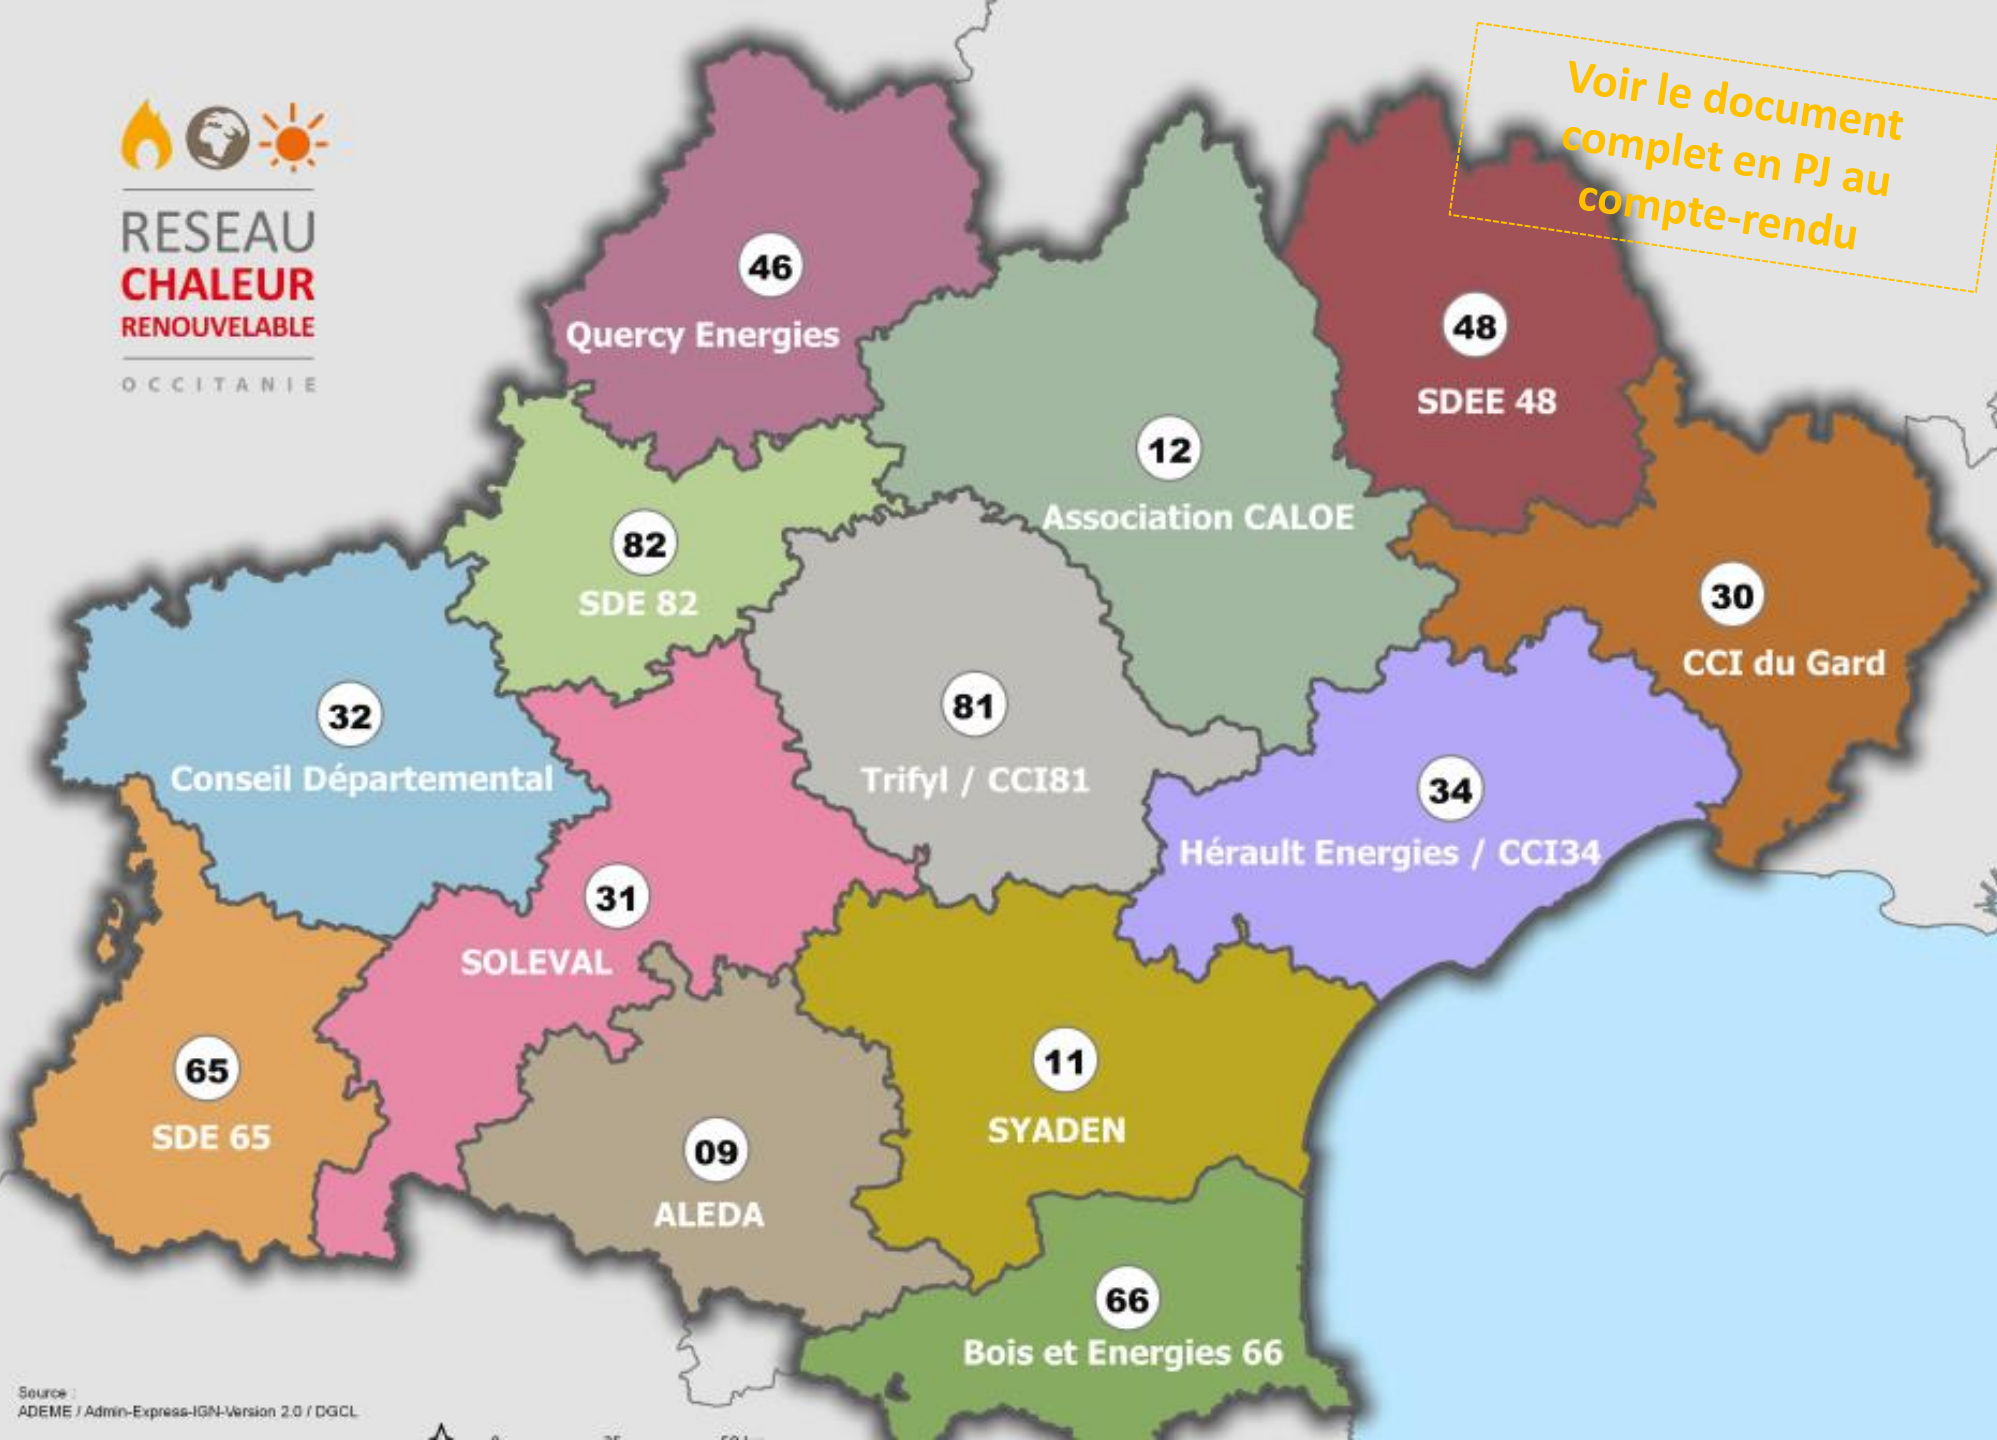 Voir le document
complet en PJ au
compte-rendu
RESEAU
CHALEUR
RENOUVELABLE
OCCITANIE
46
Quercy Energies
48
SDEE 48
12
Association CALOE
82
SDE 82
30
CCI du Gard
32
Conseil Départemental
81
Trifyl / CCI81
34
Hérault Energies / CCI34
31
SOLEVAL
65
SDE 65
11
SYADEN
09
ALEDA
66
Bois et Energies 66
Source :
ADEME / Admin-Express-IGN-Version 2.0 / DGCL